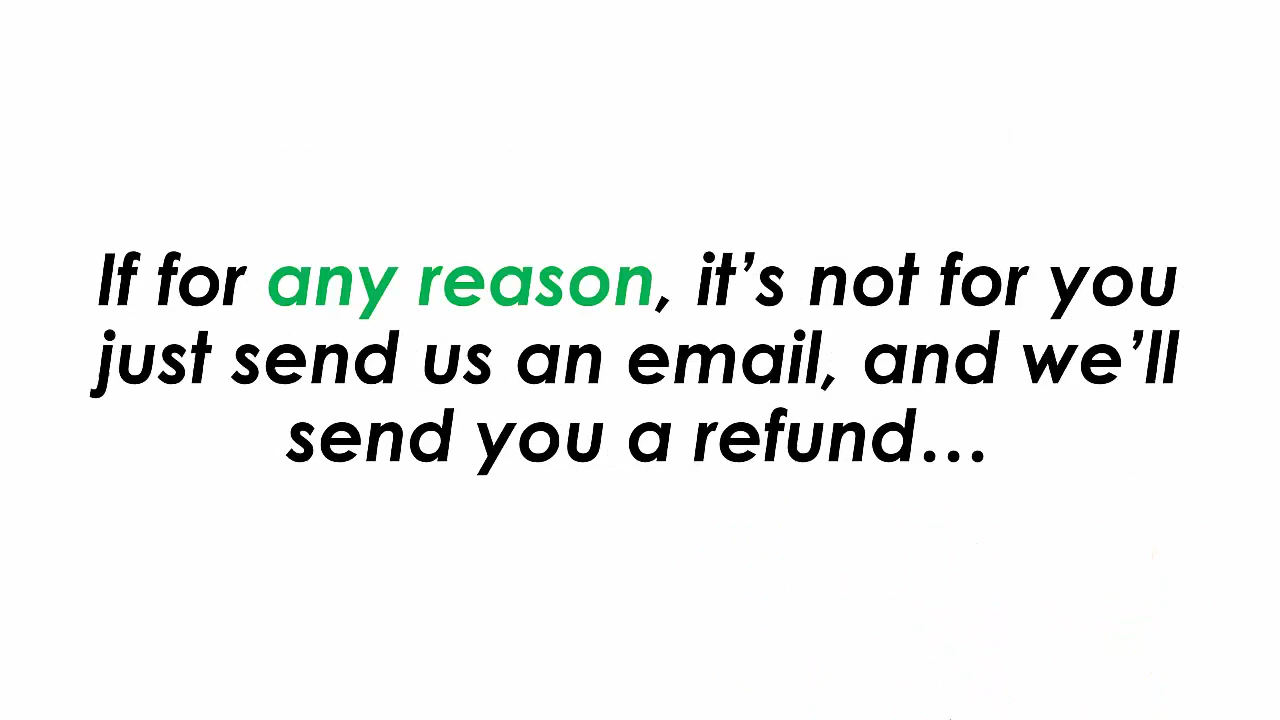 If for any reason, it’s not for you
just send us an email, and we’ll
send you a refund…